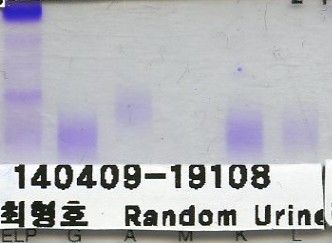 140409-19108
최형호 Random Urine
ELP G A M K L